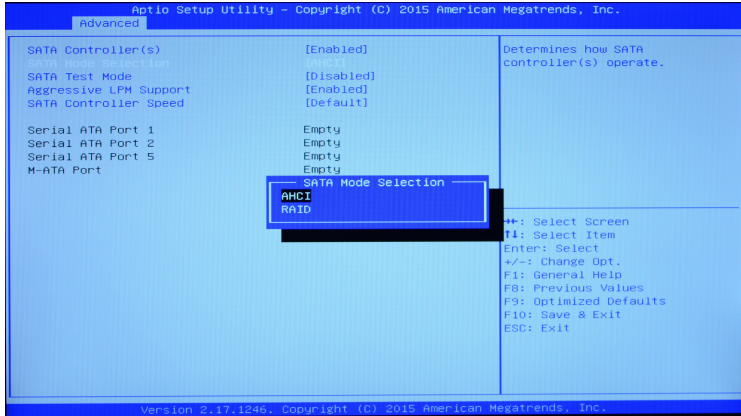 Aptio Setup Utility – Copyright (C) 2015 American Megatrends, Inc.
Advanced
SATA Controller(s) [Enabled]
SATA Mode Selection [AHCI]
SATA Test Mode [Disabled]
Aggressive LPM Support [Enabled]
SATA Controller Speed [Default]
Serial ATA Port 1 Empty
Serial ATA Port 2 Empty
Serial ATA Port 5 Empty
M-ATA Port Empty
SATA Mode Selection
AHCI
RAID
Determines how SATA
controller(s) operate.
→←: Select Screen
↑↓: Select Item
Enter: Select
+/-: Change Opt.
F1: General Help
F8: Previous Values
F9: Optimized Defaults
F10: Save & Exit
ESC: Exit
Version 2.17.1246. Copyright (C) 2015 American Megatrends, Inc.